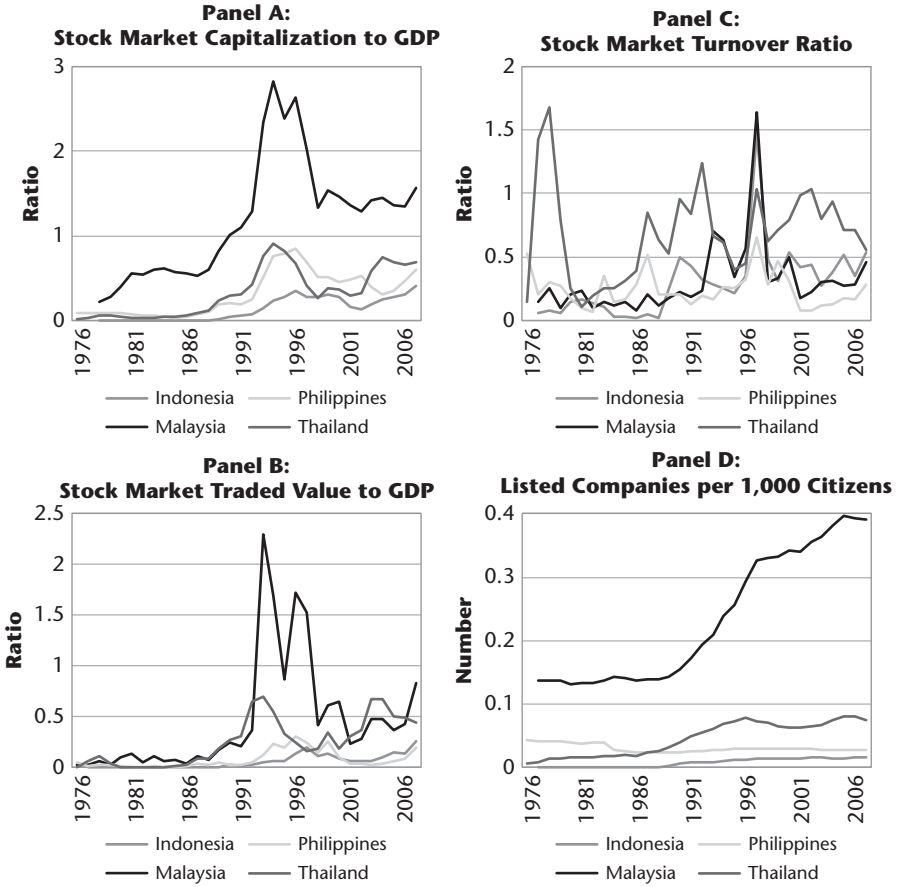 Panel A:
Stock Market Capitalization to GDP
Ratio
3
2
1
0
1976
1981
1986
1991
1996
2001
2006
Indonesia
Philippines
Malaysia
Thailand
Panel B:
Stock Market Traded Value to GDP
Ratio
2.5
2
1.5
1
0.5
0
1976
1981
1986
1991
1996
2001
2006
Indonesia
Philippines
Malaysia
Thailand
Panel C:
Stock Market Turnover Ratio
Ratio
2
1.5
1
0.5
0
1976
1981
1986
1991
1996
2001
2006
Indonesia
Philippines
Malaysia
Thailand
Panel D:
Listed Companies per 1,000 Citizens
Number
0.4
0.3
0.2
0.1
0
1976
1981
1986
1991
1996
2001
2006
Indonesia
Philippines
Malaysia
Thailand